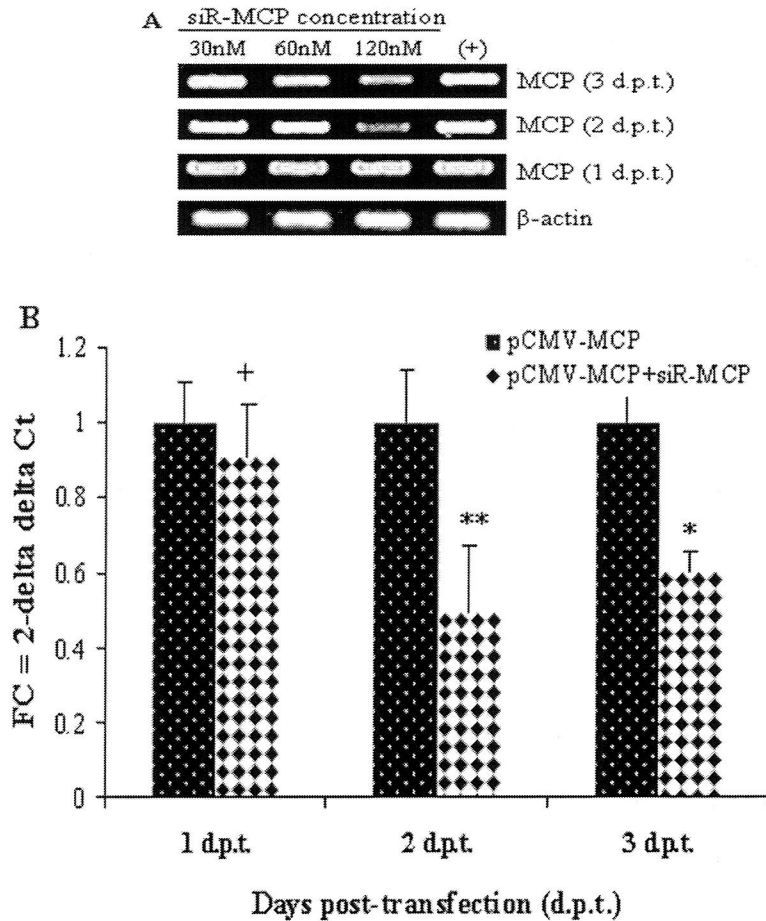 A siR-MCP concentration
30nM 60nM 120nM (+)
MCP (3 d.p.t.)
MCP (2 d.p.t.)
MCP (1 d.p.t.)
β-actin
B
pCMV-MCP
pCMV-MCP+siR-MCP
FC = 2-delta delta Ct
1.2
1
0.8
0.6
0.4
0.2
0
+
**
*
1 d.p.t.
2 d.p.t.
3 d.p.t.
Days post-transfection (d.p.t.)